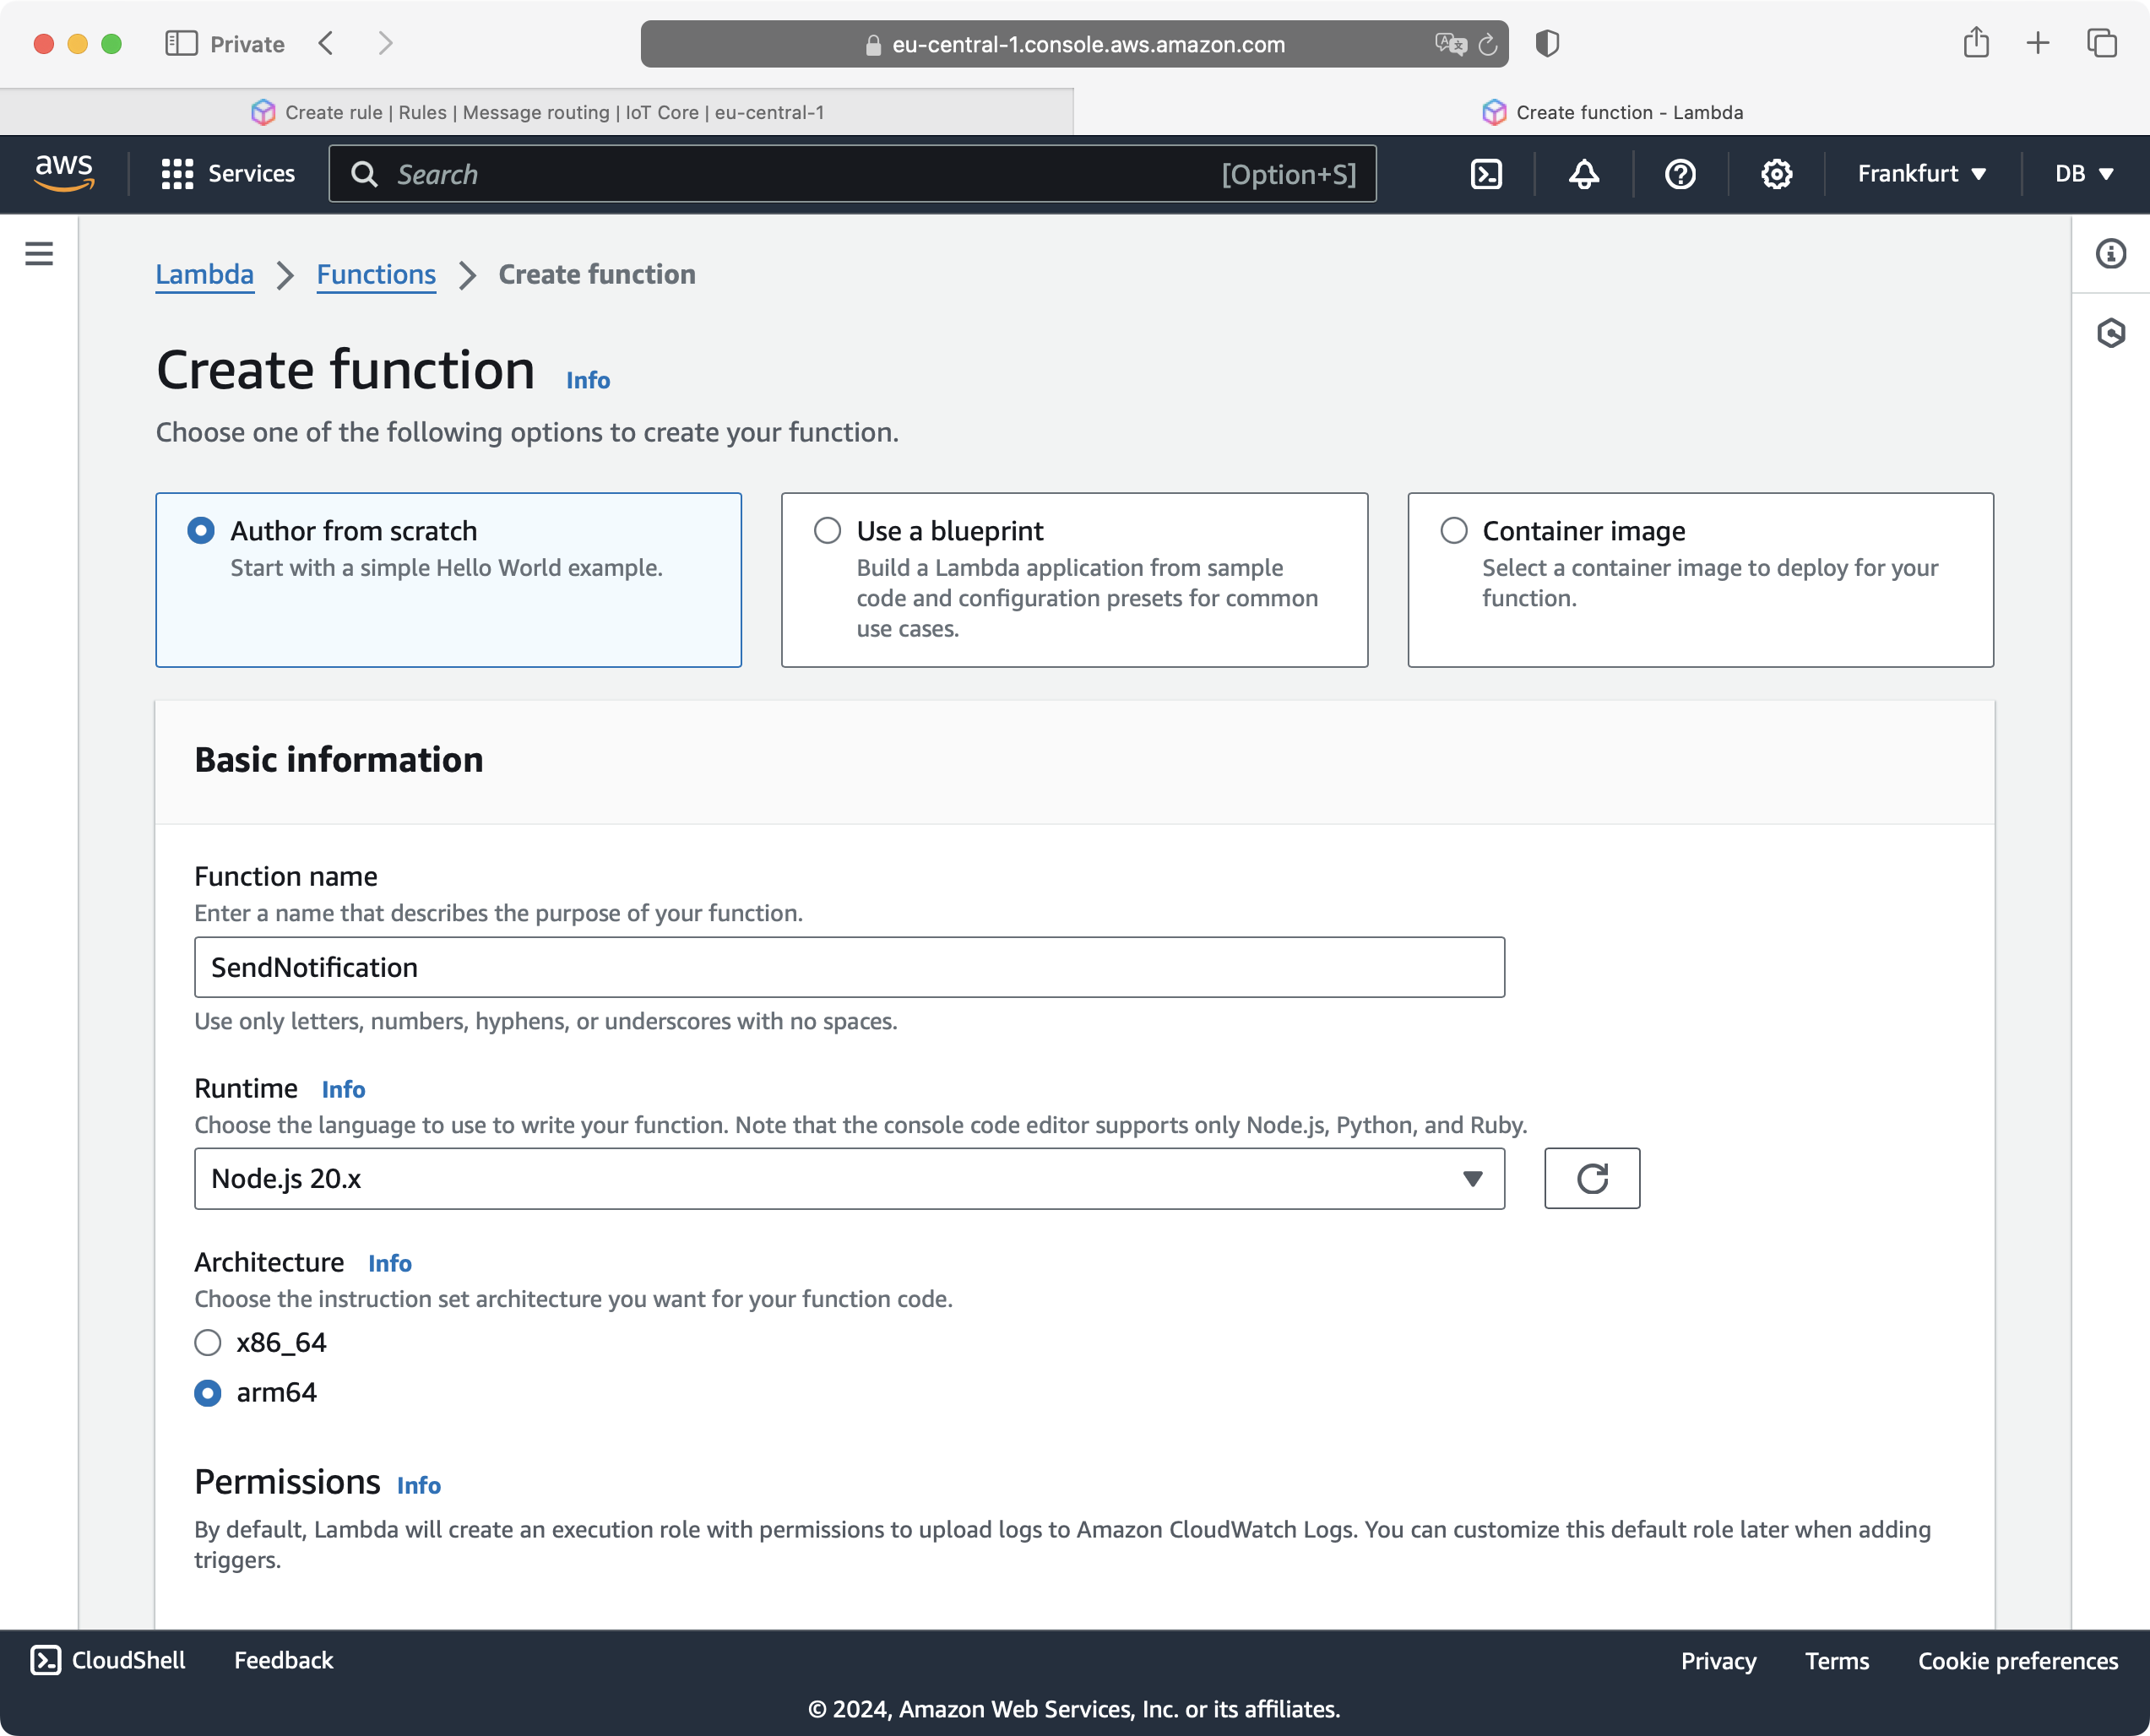 Private
eu-central-1.console.aws.amazon.com
Create rule | Rules | Message routing | IoT Core | eu-central-1
Create function - Lambda
aws
Services
Search
[Option+S]
Frankfurt
DB
Lambda
Functions
Create function
Create function Info
Choose one of the following options to create your function.
Author from scratch
Start with a simple Hello World example.
Use a blueprint
Build a Lambda application from sample
code and configuration presets for common
use cases.
Container image
Select a container image to deploy for your
function.
Basic information
Function name
Enter a name that describes the purpose of your function.
SendNotification
Use only letters, numbers, hyphens, or underscores with no spaces.
Runtime Info
Choose the language to use to write your function. Note that the console code editor supports only Node.js, Python, and Ruby.
Node.js 20.x
Architecture Info
Choose the instruction set architecture you want for your function code.
x86_64
arm64
Permissions Info
By default, Lambda will create an execution role with permissions to upload logs to Amazon CloudWatch Logs. You can customize this default role later when adding
triggers.
CloudShell
Feedback
Privacy
Terms
Cookie preferences
© 2024, Amazon Web Services, Inc. or its affiliates.